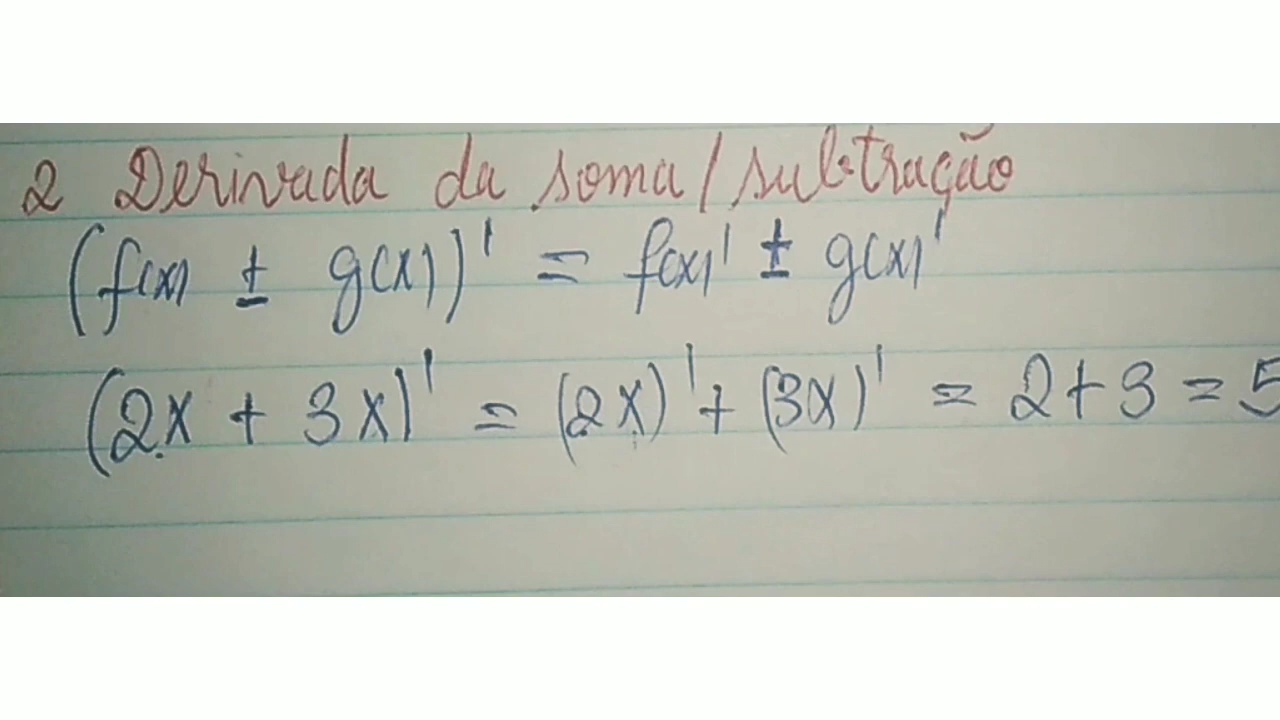 2 Derivada da soma/subtração
(f(x) ± g(x))' = f(x)' ± g(x)'
(2x + 3x)' = (2x)' + (3x)' = 2+3 = 5